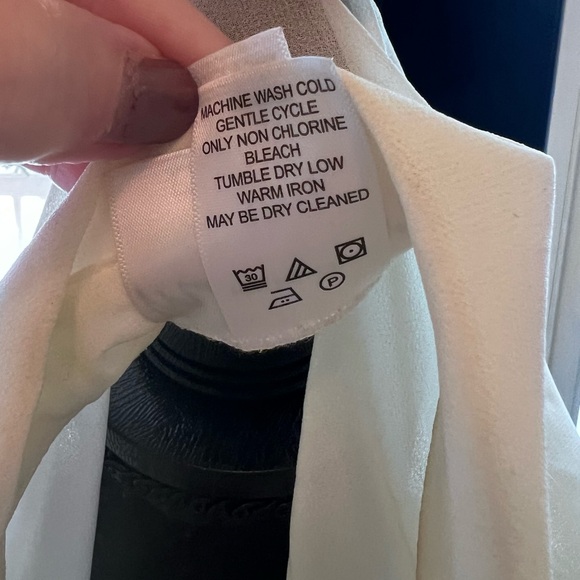 MACHINE WASH COLD
GENTLE CYCLE
ONLY NON CHLORINE
BLEACH
TUMBLE DRY LOW
WARM IRON
MAY BE DRY CLEANED
30
P